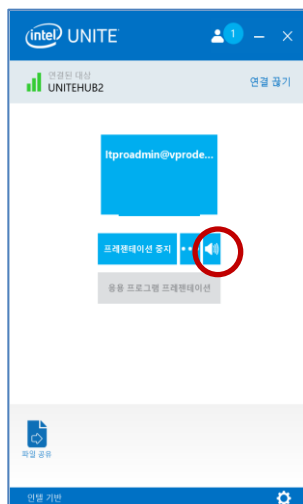 intel UNITE
1
연결된 대상
UNITEHUB2
연결 끊기
Itproadmin@vprode...
프레젠테이션 중지
응용 프로그램 프레젠테이션
파일 공유
인텔 기반